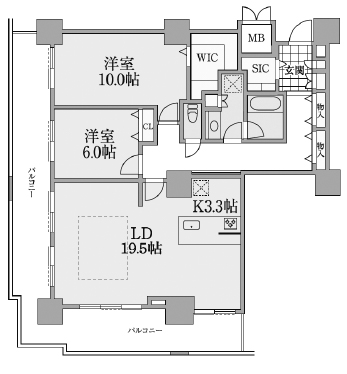 MB
洋室
10.0帖
WIC
SIC
玄関
物入
洋室
6.0帖
CL
物入
バルコニー
K3.3帖
LD
19.5帖
バルコニー